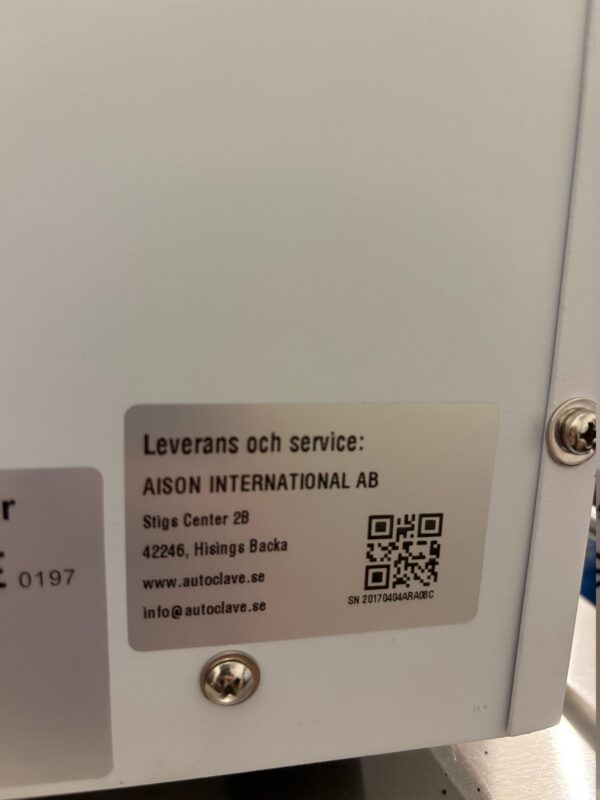 Leverans och service:
AISON INTERNATIONAL AB
Stigs Center 2B
42246, Hisings Backa
www.autoclave.se
info@autoclave.se
SN 20170404ARA08C
r
0197